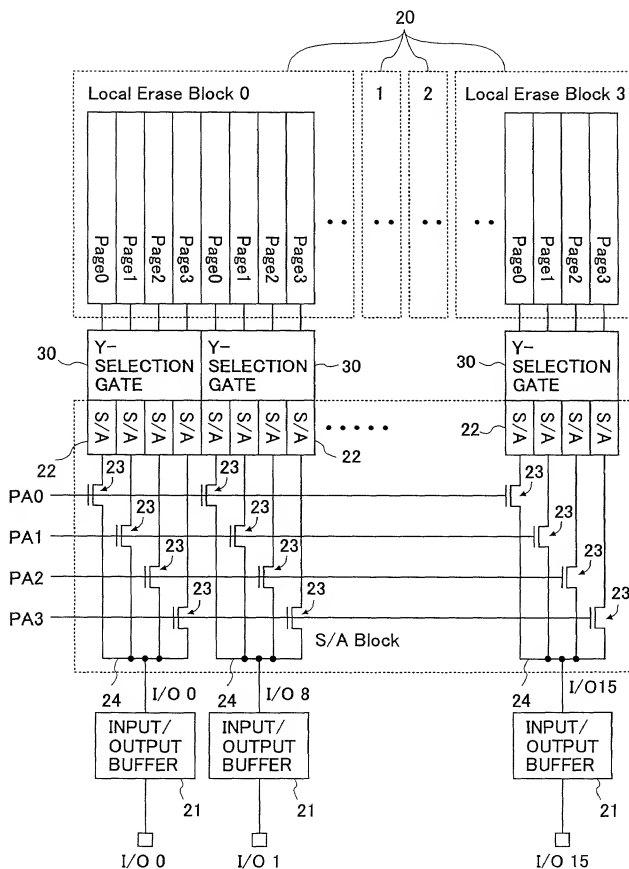 20
Local Erase Block 0
1
2
Local Erase Block 3
Page0
Page1
Page2
Page3
Page0
Page1
Page2
Page3
Page0
Page1
Page2
Page3
30
Y-
SELECTION
GATE
Y-
SELECTION
GATE
30
30
Y-
SELECTION
GATE
S/A
S/A
S/A
S/A
S/A
S/A
S/A
S/A
S/A
S/A
S/A
S/A
22
22
22
PA0
23
23
23
PA1
23
23
23
PA2
23
23
23
PA3
23
23
23
S/A Block
24
I/O 0
24
I/O 8
24
I/O15
INPUT/
OUTPUT
BUFFER
INPUT/
OUTPUT
BUFFER
INPUT/
OUTPUT
BUFFER
21
21
21
I/O 0
I/O 1
I/O 15